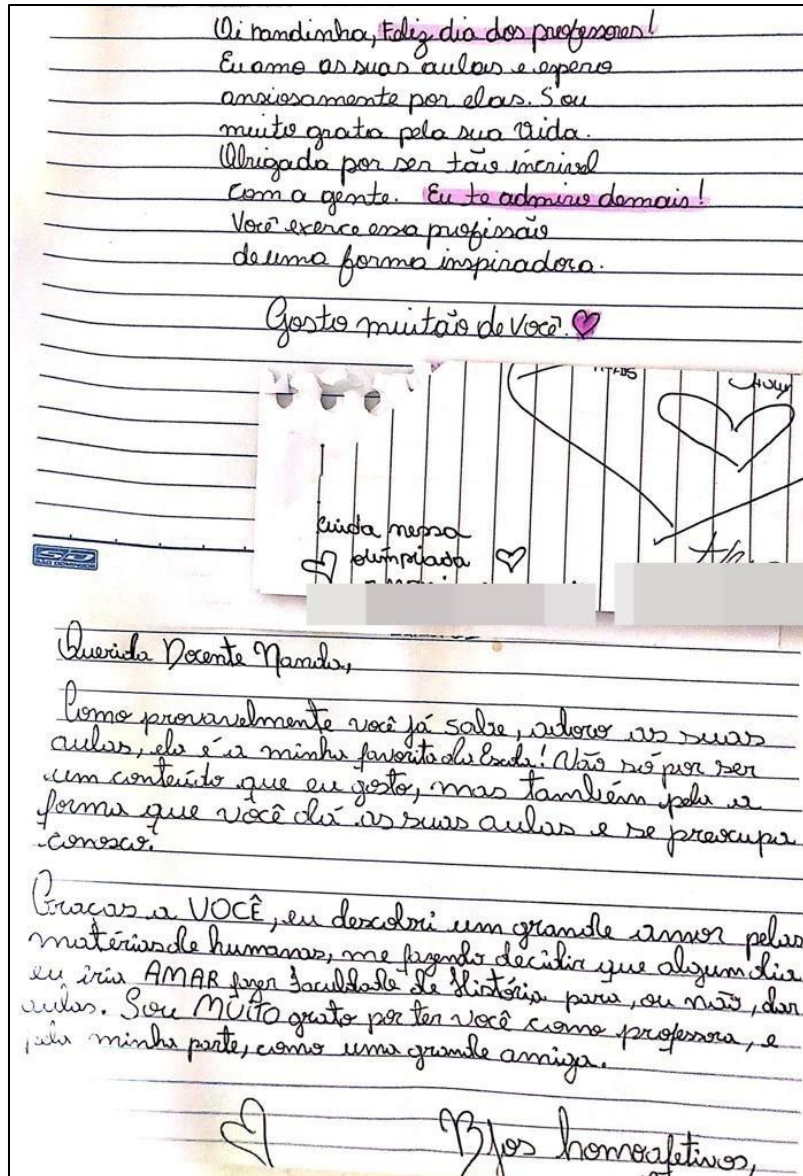 Oi nandinha, Feliz dia dos professores!
Eu amo as suas aulas e espero
ansiosamente por elas. Sou
muito grata pela sua vida.
Obrigada por ser tão incrível
com a gente. Eu te admiro demais!
Você exerce essa profissão
de uma forma inspiradora.
Gosto muitão de você.
nessa
olimpíada
SD
SÃO DOMINGOS
Querida Docente Nanda,
Como provavelmente você já sabe, adoro as suas
aulas, ela é a minha favorita da Escola! Não só por ser
um conteúdo que eu gosto, mas também pela a
forma que você dá as suas aulas e se preocupa
conosco.
Graças a VOCÊ, eu descobri um grande amor pelas
matérias de humanas, me fazendo decidir que algum dia
eu iria AMAR fazer faculdade de História para, ou não, dar
aulas. Sou MUITO grato por ter você como professora, e
pela minha parte, como uma grande amiga.
Bjos homoafetivos,